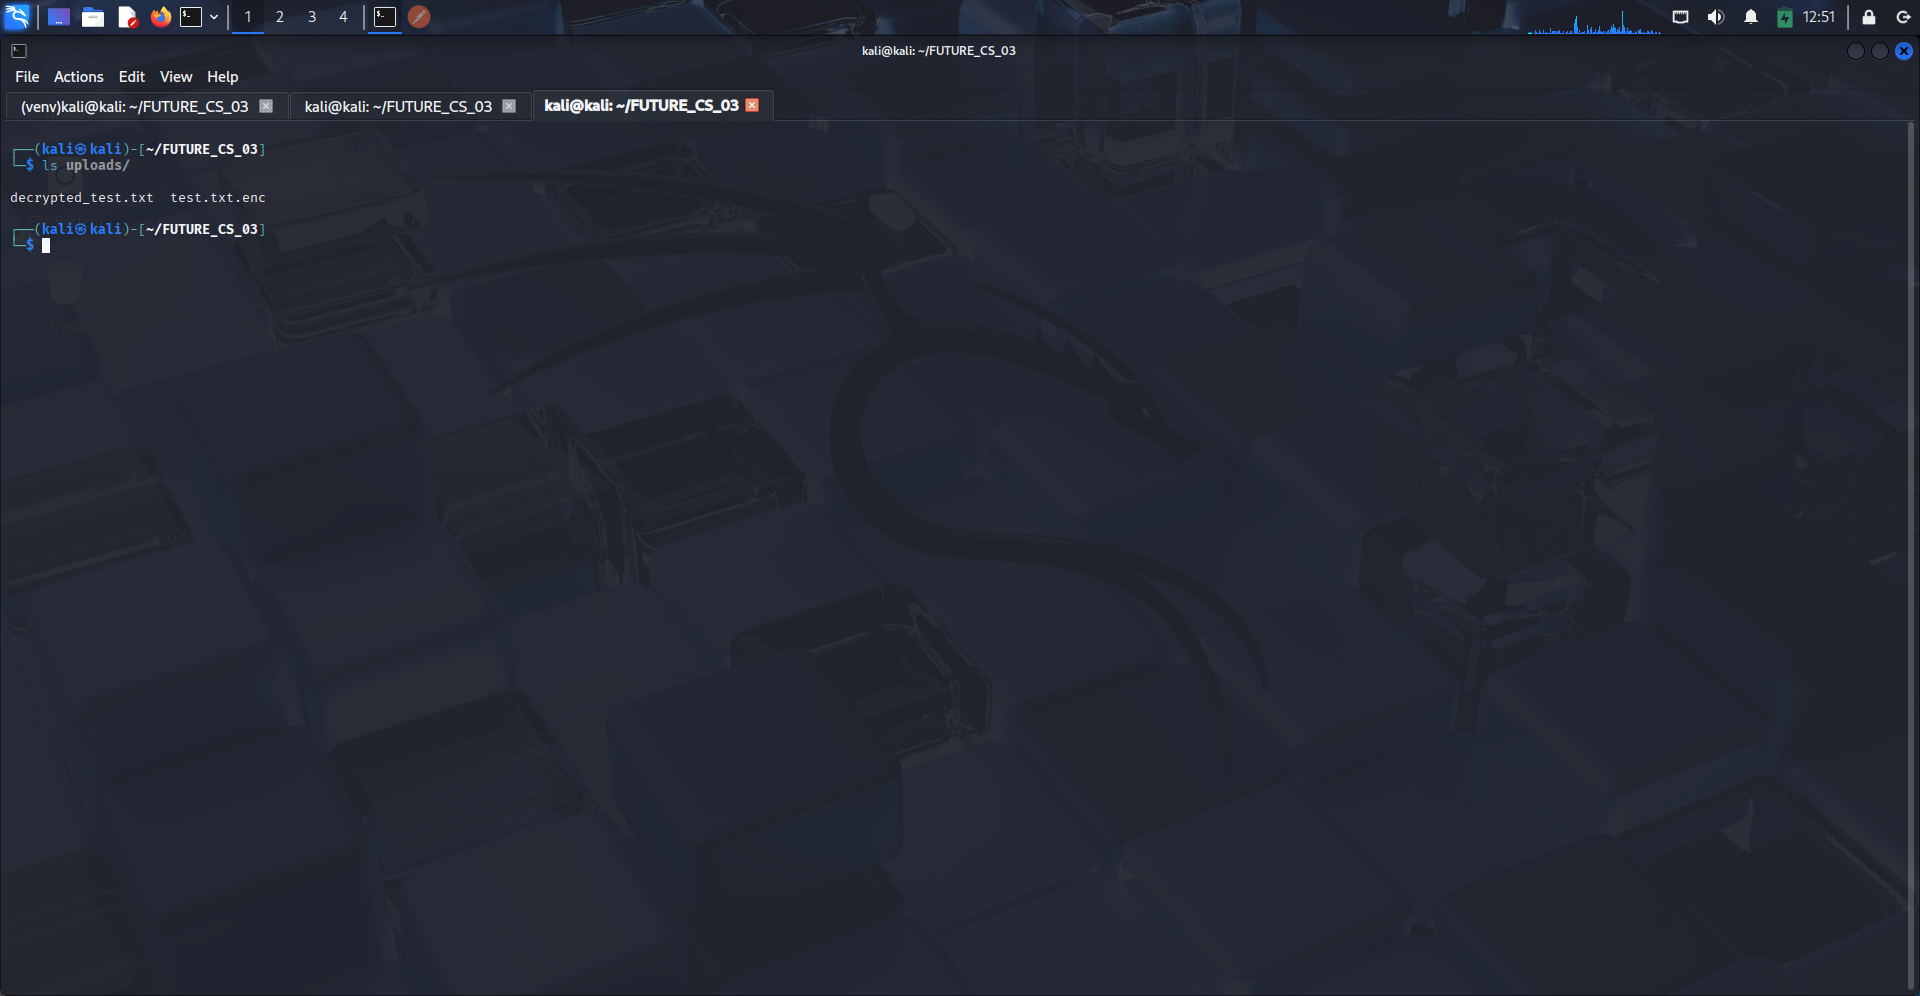 1 2 3 4 12:51
kali@kali: ~/FUTURE_CS_03
File Actions Edit View Help
(venv)kali@kali: ~/FUTURE_CS_03 kali@kali: ~/FUTURE_CS_03 kali@kali: ~/FUTURE_CS_03
┌──(kali㉿kali)-[~/FUTURE_CS_03]
└─$ ls uploads/
decrypted_test.txt  test.txt.enc
┌──(kali㉿kali)-[~/FUTURE_CS_03]
└─$
Trash